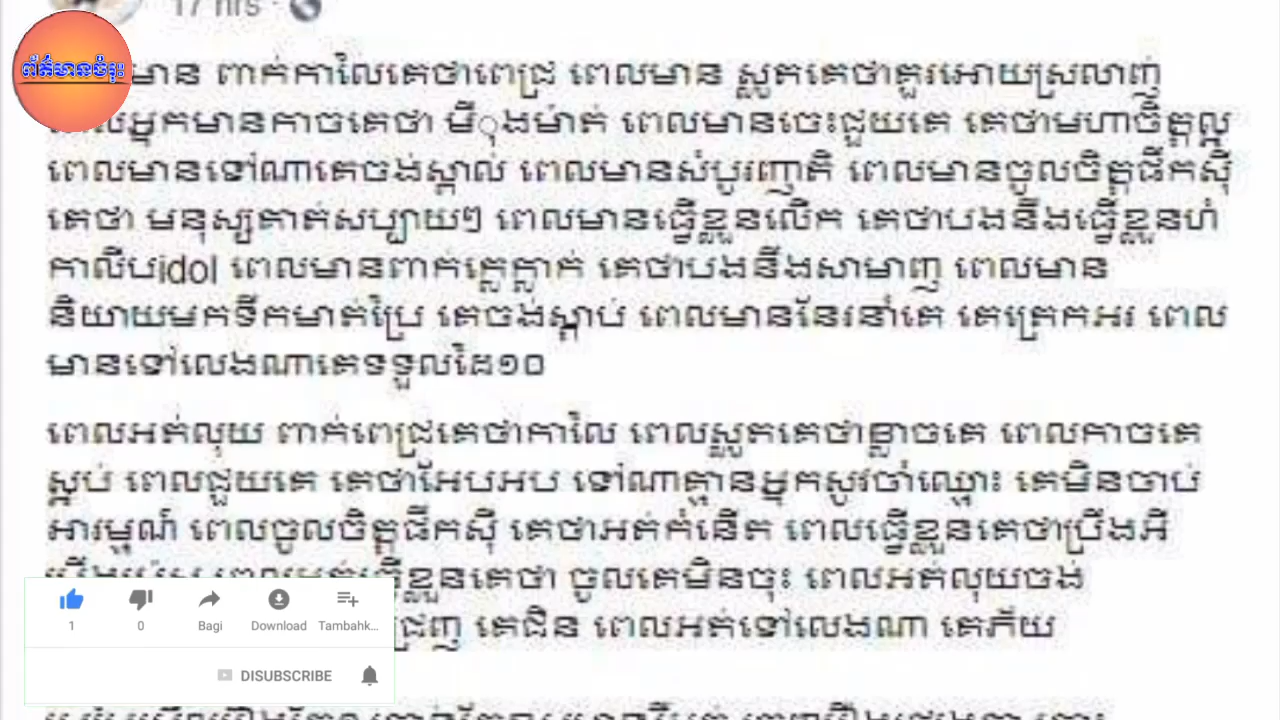 17 hrs
ព័ត៌មានចំរុះ
មាន ពាក់កាលៃគេថាពេជ្រ ពេលមាន ស្លូតគេថាគួរអោយស្រលាញ់
អ្នកមានកាចគេថា មីុងម៉ាត់ ពេលមានចេះជួយគេ គេថាមហាចិត្តល្អ
ពេលមានទៅណាគេចង់ស្គាល់ ពេលមានសំបូរញាតិ ពេលមានចូលចិត្តផឹកស៊ី
គេថា មនុស្សគាត់សប្បាយៗ ពេលមានធ្វើខ្លួនលើក គេថាបងនឹងធ្វើខ្លួនហ៎
កាលីបidol ពេលមានពាក់គ្លេក្លាក់ គេថាបងនឹងសាមាញ ពេលមាន
និយាយមកទឹកមាត់ប្រៃ គេចង់ស្តាប់ ពេលមាននែរនាំគេ គេត្រេកអរ ពេល
មានទៅលេងណាគេទទួលដៃ១០
ពេលអត់លុយ ពាក់ពេជ្រគេថាកាលៃ ពេលស្លូតគេថាខ្លាចគេ ពេលកាចគេ
ស្អប់ ពេលជួយគេ គេថាអែបអប ទៅណាគ្មានអ្នកស្គរចាំឈ្មោះ គេមិនចាប់
អារម្មណ៍ ពេលចូលចិត្តផឹកស៊ី គេថាអត់កំនើត ពេលធ្វើខ្លួនគេថាប្រឹងអី
ខ្លួនគេថា ចូលគេមិនចុះ ពេលអត់លុយចង់
គេជិន ពេលអត់ទៅលេងណា គេភ័យ
1
0
Bagi
Download
Tambahk...
DISUBSCRIBE